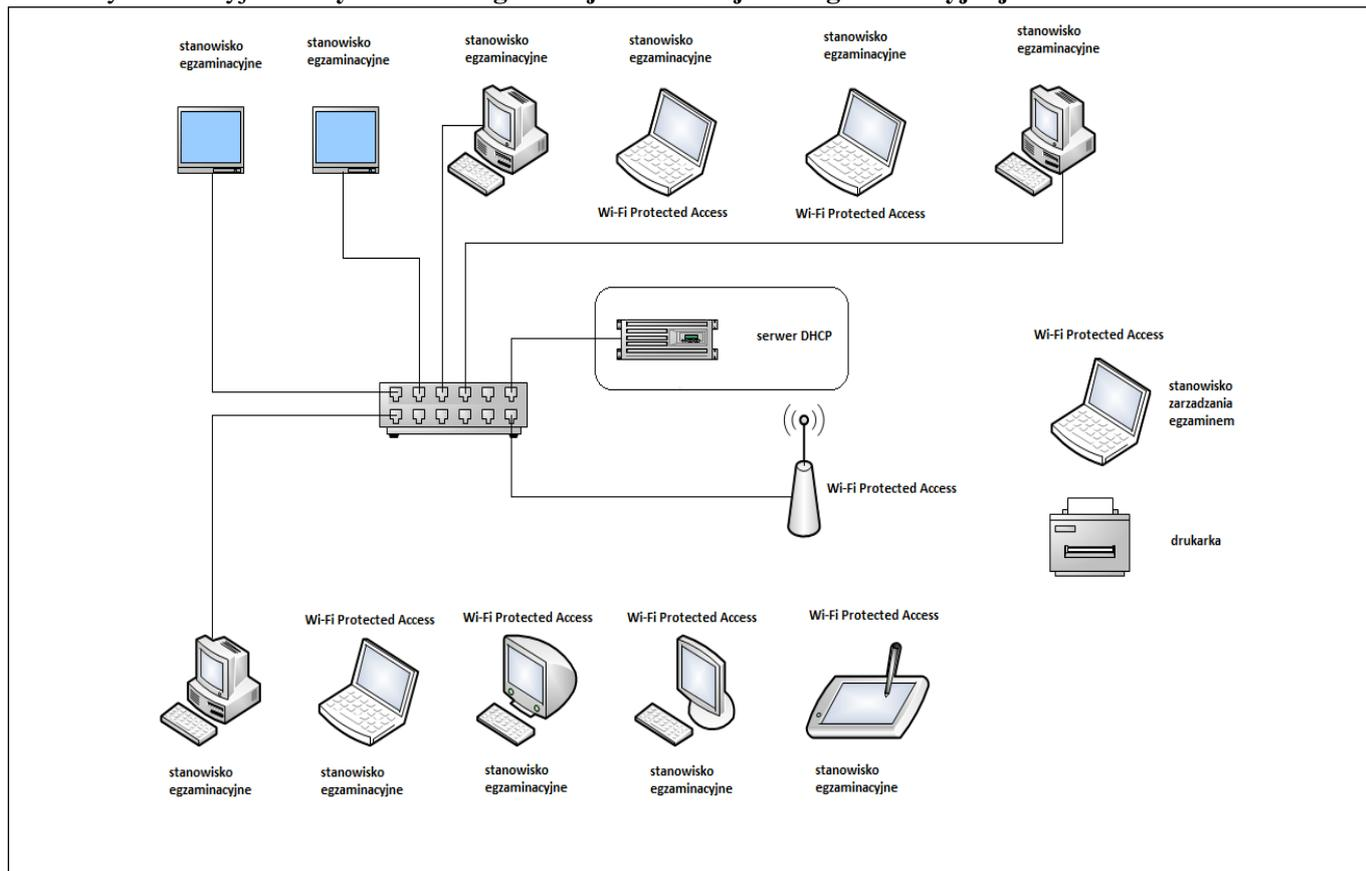 stanowisko
egzaminacyjne
stanowisko
egzaminacyjne
stanowisko
egzaminacyjne
stanowisko
egzaminacyjne
stanowisko
egzaminacyjne
stanowisko
egzaminacyjne
Wi-Fi Protected Access
Wi-Fi Protected Access
serwer DHCP
Wi-Fi Protected Access
stanowisko
zarzadzania
egzaminem
Wi-Fi Protected Access
drukarka
Wi-Fi Protected Access
Wi-Fi Protected Access
Wi-Fi Protected Access
Wi-Fi Protected Access
stanowisko
egzaminacyjne
stanowisko
egzaminacyjne
stanowisko
egzaminacyjne
stanowisko
egzaminacyjne
stanowisko
egzaminacyjne